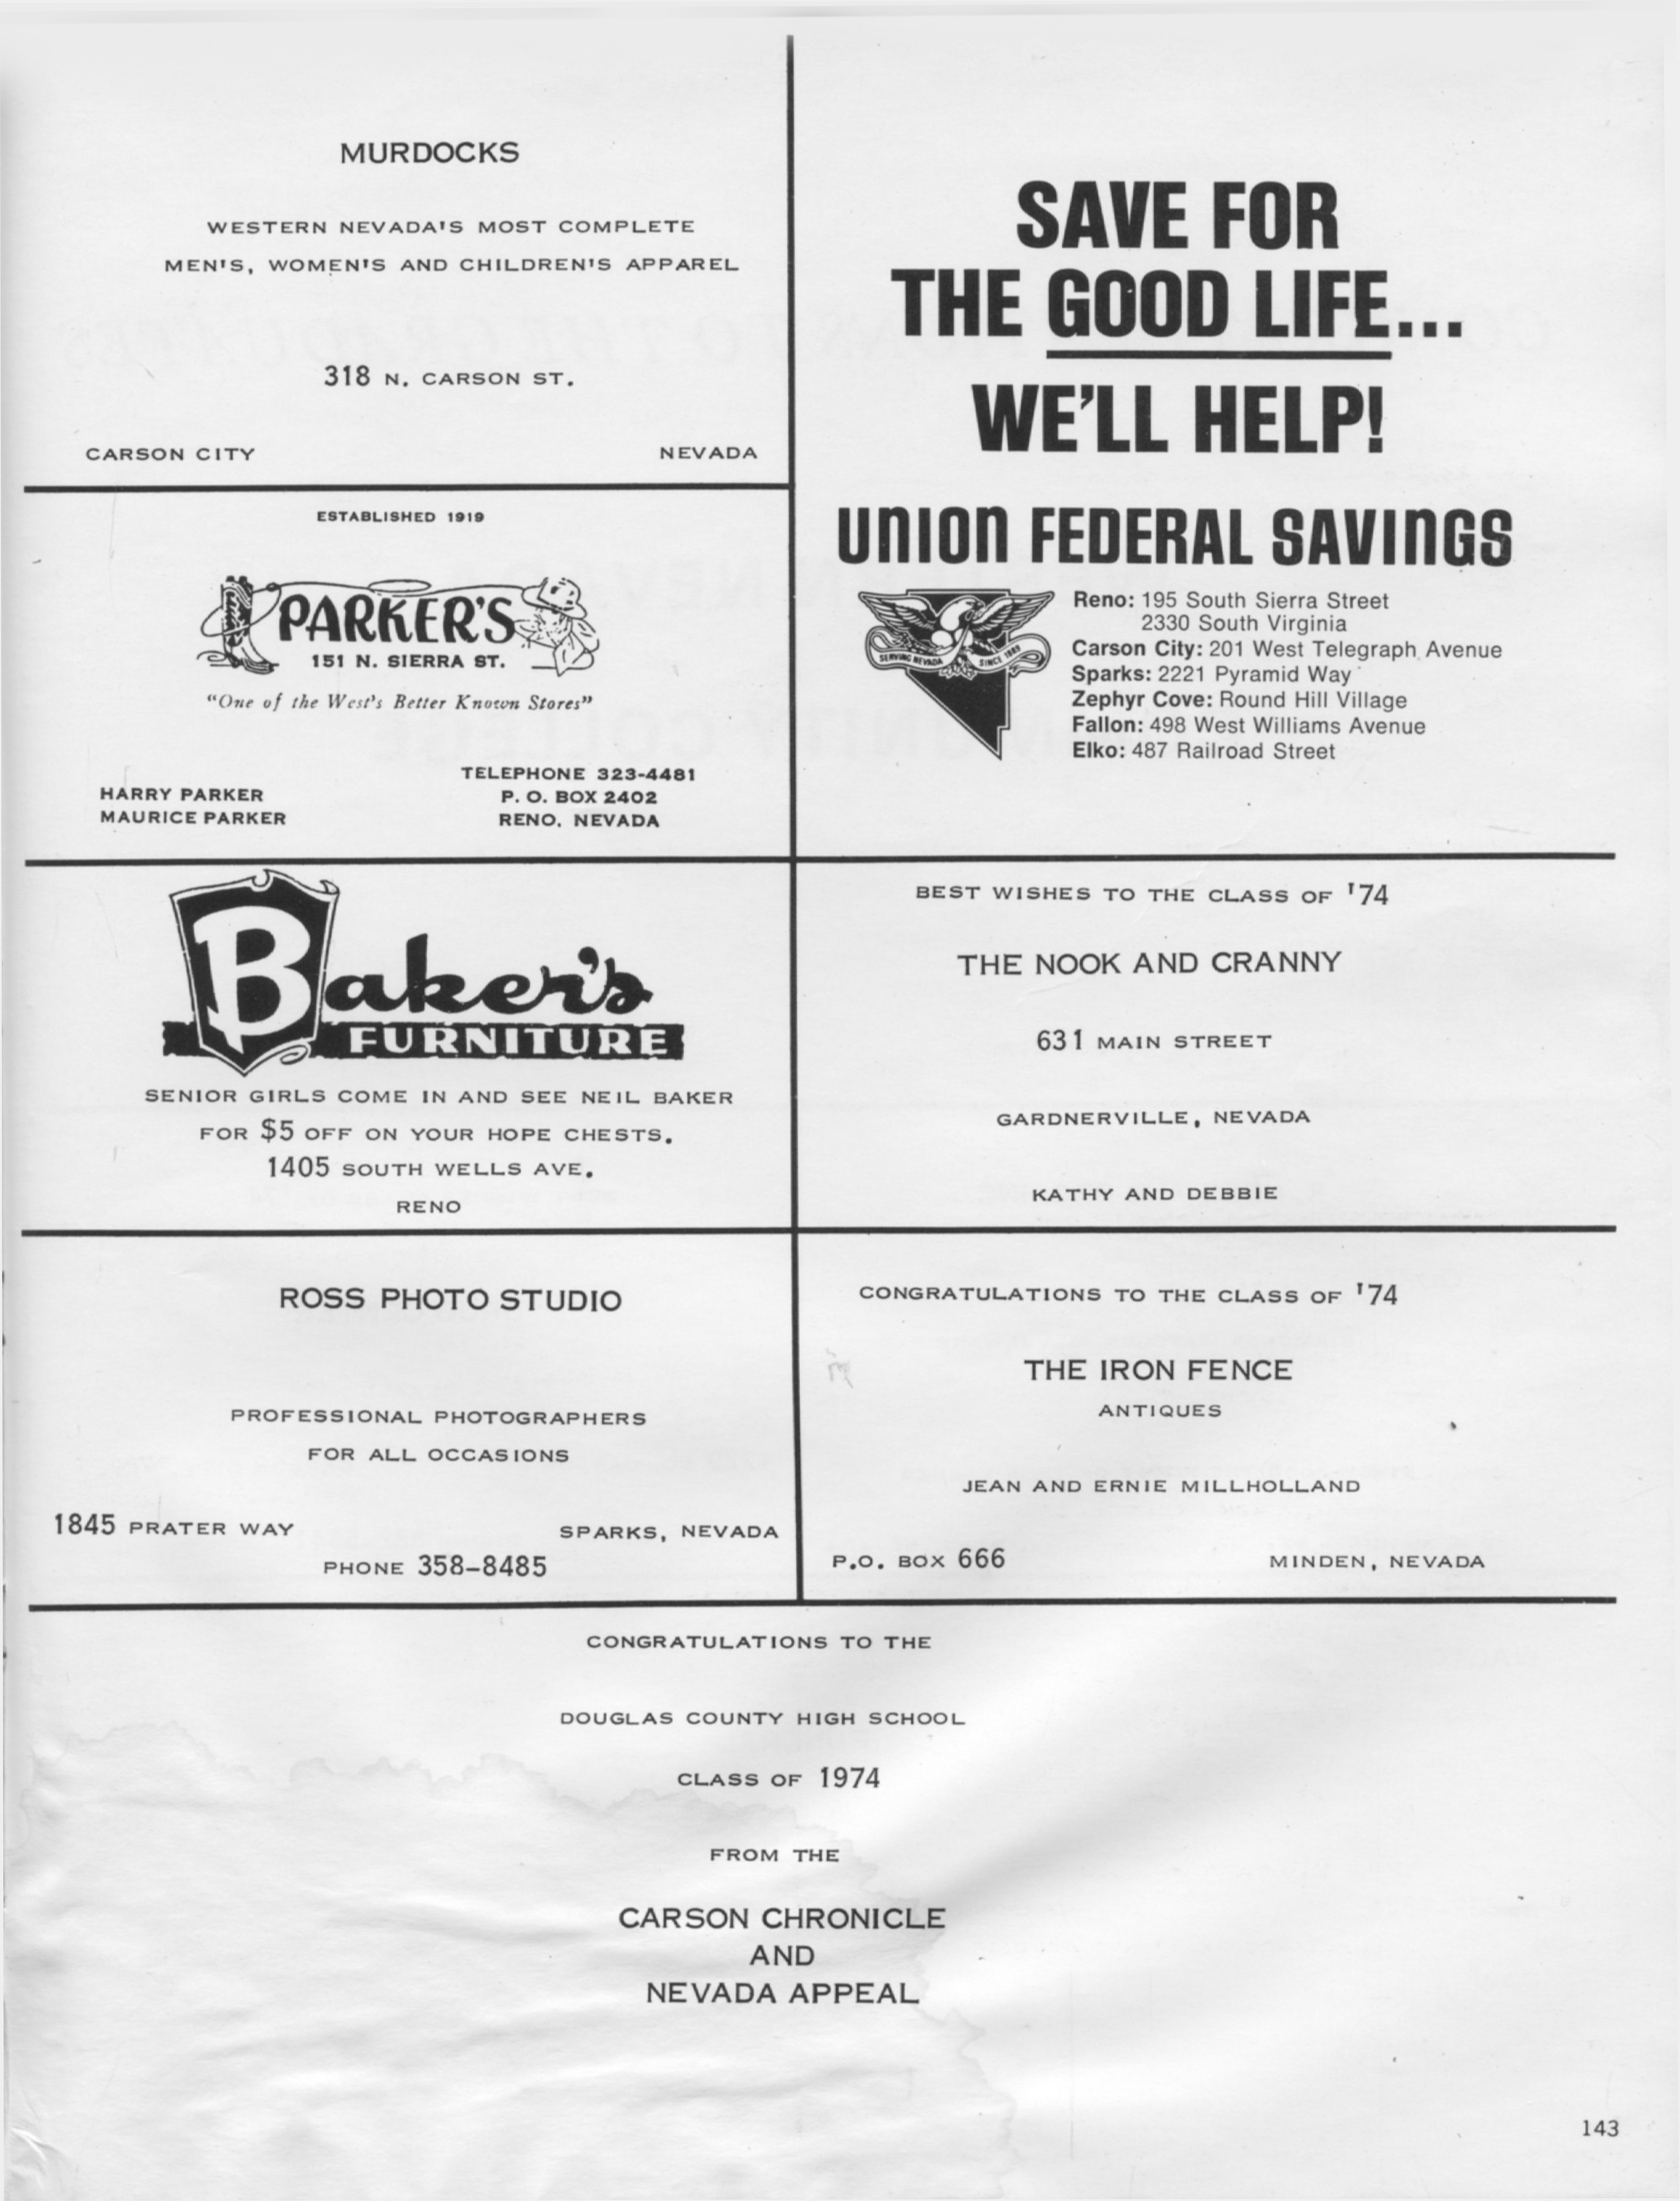 MURDOCKS
WESTERN NEVADA'S MOST COMPLETE
MEN'S, WOMEN'S AND CHILDREN'S APPAREL
318 N. CARSON ST.
CARSON CITY NEVADA
SAVE FOR
THE GOOD LIFE...
WE'LL HELP!
UNION FEDERAL SAVINGS
SERVING NEVADA SINCE 1889
Reno: 195 South Sierra Street
2330 South Virginia
Carson City: 201 West Telegraph Avenue
Sparks: 2221 Pyramid Way
Zephyr Cove: Round Hill Village
Fallon: 498 West Williams Avenue
Elko: 487 Railroad Street
ESTABLISHED 1919
PARKER'S
151 N. SIERRA ST.
"One of the West's Better Known Stores"
HARRY PARKER
MAURICE PARKER
TELEPHONE 323-4481
P. O. BOX 2402
RENO, NEVADA
Baker's
FURNITURE
SENIOR GIRLS COME IN AND SEE NEIL BAKER
FOR $5 OFF ON YOUR HOPE CHESTS.
1405 SOUTH WELLS AVE.
RENO
BEST WISHES TO THE CLASS OF '74
THE NOOK AND CRANNY
631 MAIN STREET
GARDNERVILLE, NEVADA
KATHY AND DEBBIE
ROSS PHOTO STUDIO
PROFESSIONAL PHOTOGRAPHERS
FOR ALL OCCASIONS
1845 PRATER WAY SPARKS, NEVADA
PHONE 358-8485
CONGRATULATIONS TO THE CLASS OF '74
THE IRON FENCE
ANTIQUES
JEAN AND ERNIE MILLHOLLAND
P.O. BOX 666 MINDEN, NEVADA
CONGRATULATIONS TO THE
DOUGLAS COUNTY HIGH SCHOOL
CLASS OF 1974
FROM THE
CARSON CHRONICLE
AND
NEVADA APPEAL
143